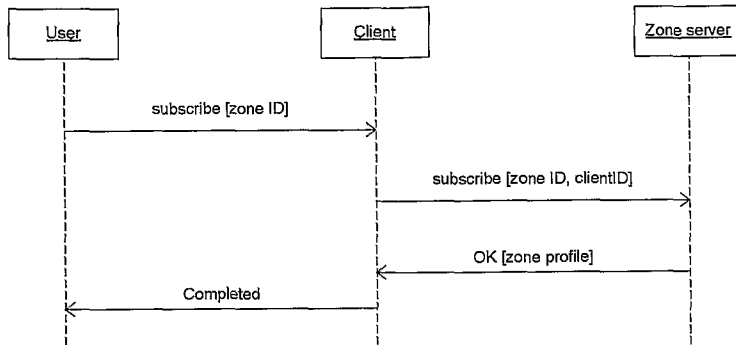 User
Client
Zone server
subscribe [zone ID]
subscribe [zone ID, clientID]
OK [zone profile]
Completed